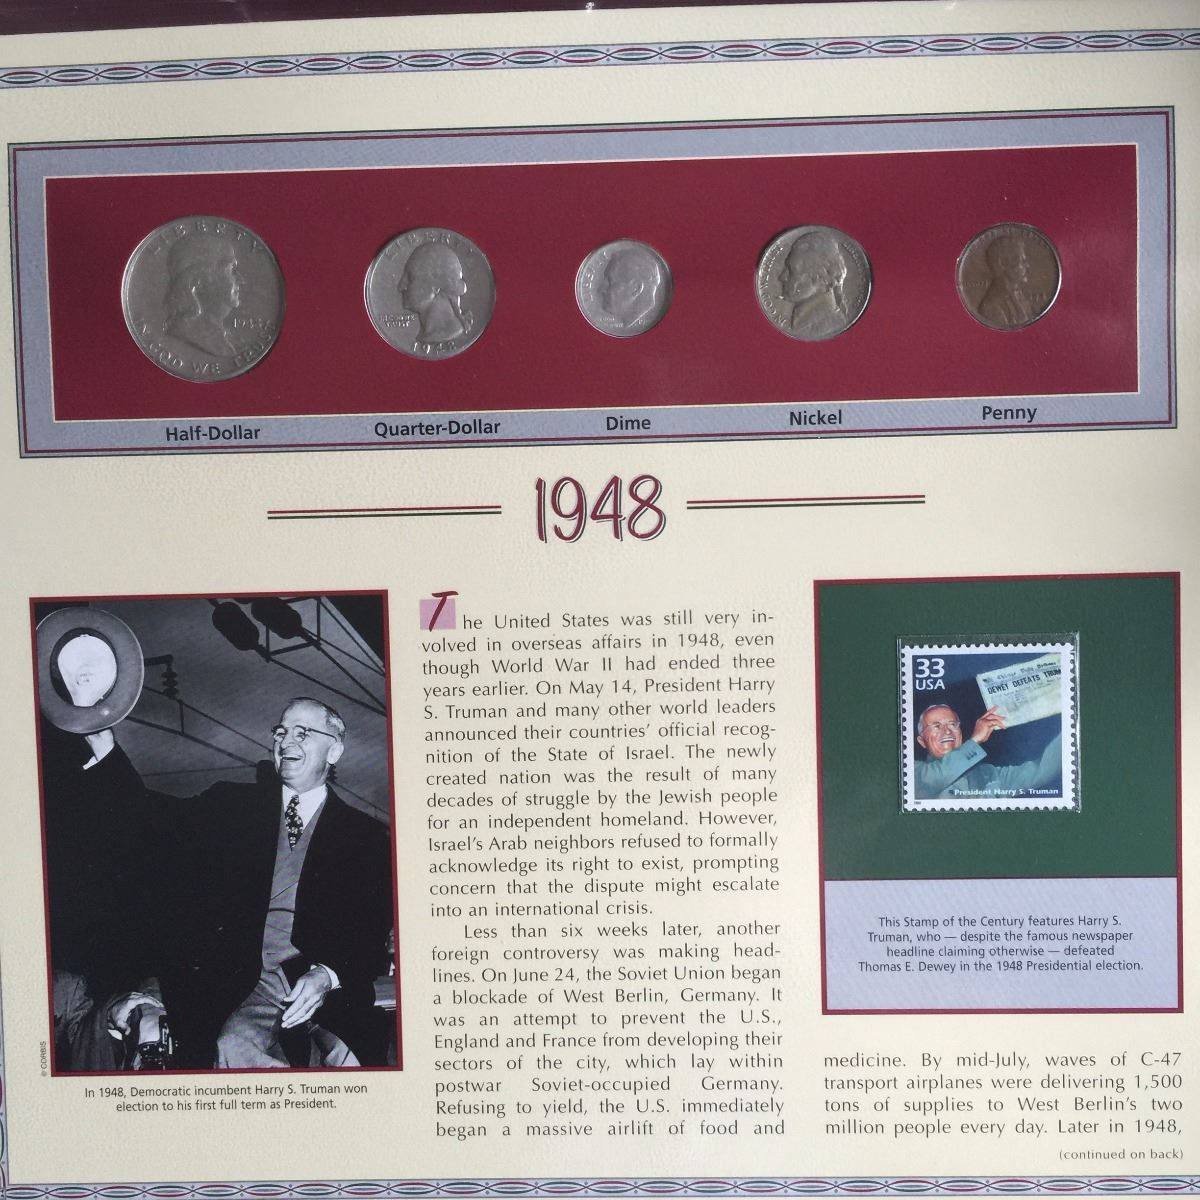 LIBERTY
1948
IN GOD WE TRUST
LIBERTY
IN GOD WE
TRUST
1948
LIBERTY
IN GOD WE TRUST
Half-Dollar
Quarter-Dollar
Dime
Nickel
Penny
1948
The United States was still very in-
volved in overseas affairs in 1948, even
though World War II had ended three
years earlier. On May 14, President Harry
S. Truman and many other world leaders
announced their countries' official recog-
nition of the State of Israel. The newly
created nation was the result of many
decades of struggle by the Jewish people
for an independent homeland. However,
Israel's Arab neighbors refused to formally
acknowledge its right to exist, prompting
concern that the dispute might escalate
into an international crisis.
Less than six weeks later, another
foreign controversy was making head-
lines. On June 24, the Soviet Union began
a blockade of West Berlin, Germany. It
was an attempt to prevent the U.S.,
England and France from developing their
sectors of the city, which lay within
postwar Soviet-occupied Germany.
Refusing to yield, the U.S. immediately
began a massive airlift of food and
© CORBIS
In 1948, Democratic incumbent Harry S. Truman won
election to his first full term as President.
33
USA
DEWEY DEFEATS TRUM
President Harry S. Truman
This Stamp of the Century features Harry S.
Truman, who — despite the famous newspaper
headline claiming otherwise — defeated
Thomas E. Dewey in the 1948 Presidential election.
medicine. By mid-July, waves of C-47
transport airplanes were delivering 1,500
tons of supplies to West Berlin's two
million people every day. Later in 1948,
(continued on back)